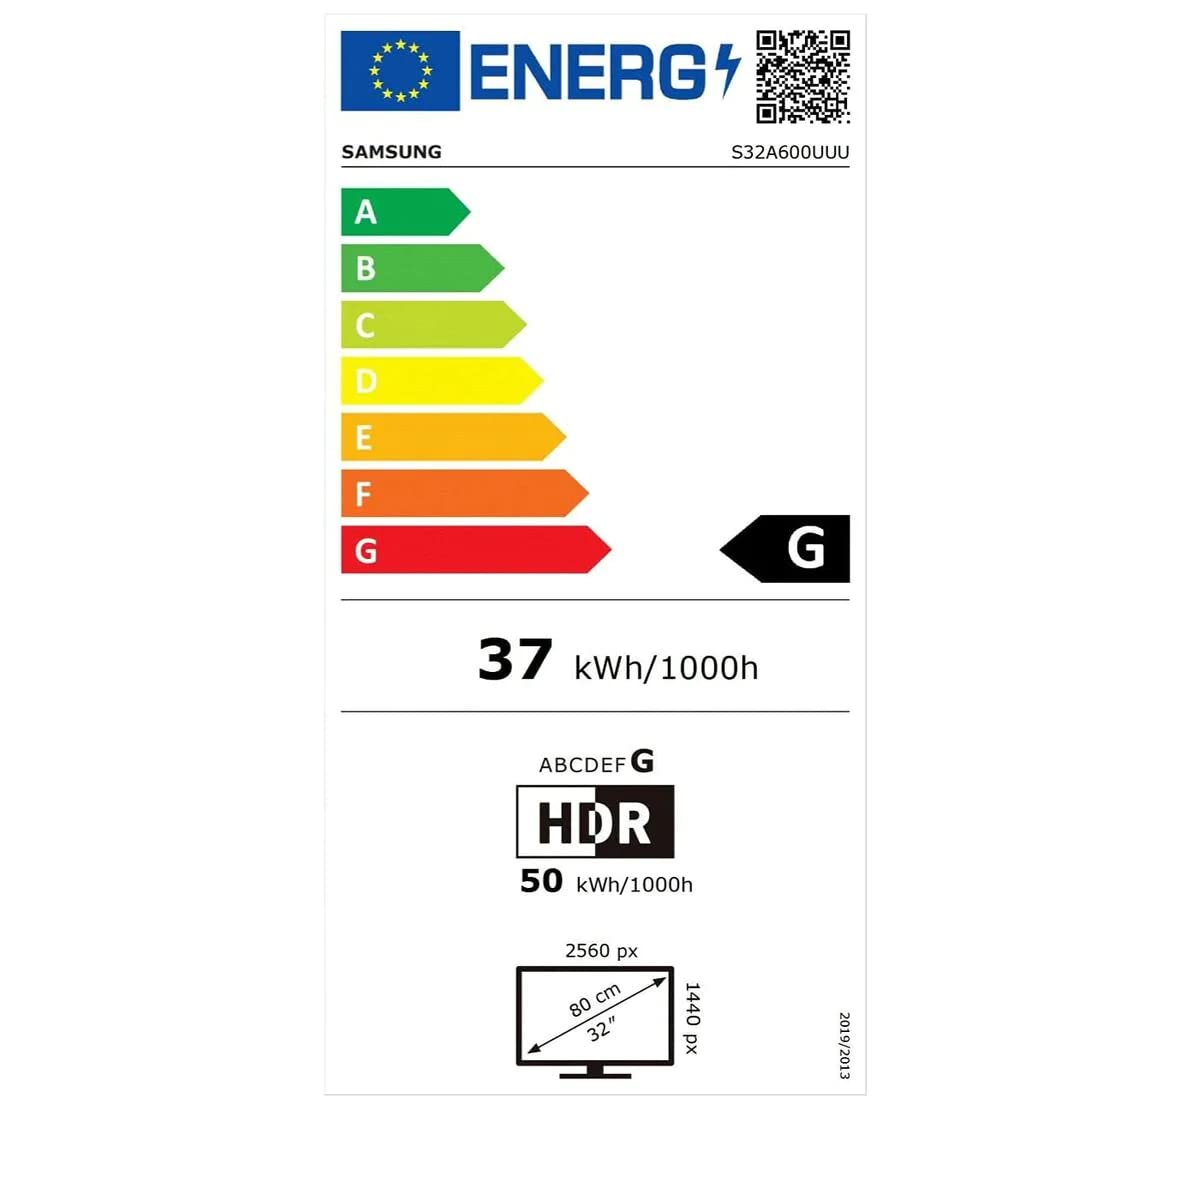 ENERG
SAMSUNG S32A600UUU
A
B
C
D
E
F
G
G
37 kWh/1000h
ABCDEFG
HDR
50 kWh/1000h
2560 px
80 cm
32"
1440 px
2019/2013